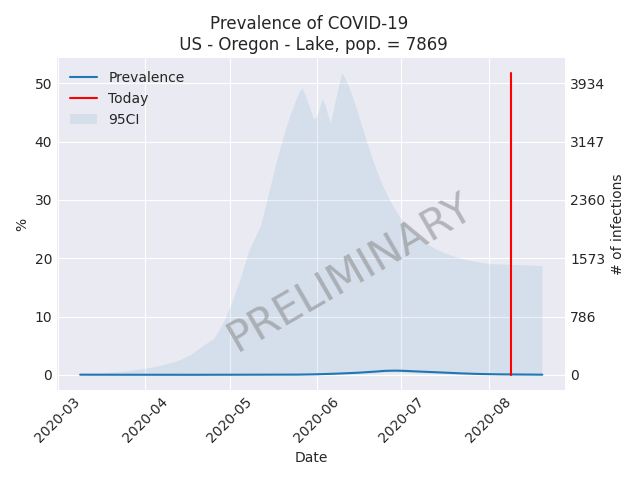 Prevalence of COVID-19
US - Oregon - Lake, pop. = 7869
Prevalence
Today
95CI
50
40
30
20
10
0
%
3934
3147
2360
1573
786
0
# of infections
PRELIMINARY
2020-03
2020-04
2020-05
2020-06
2020-07
2020-08
Date